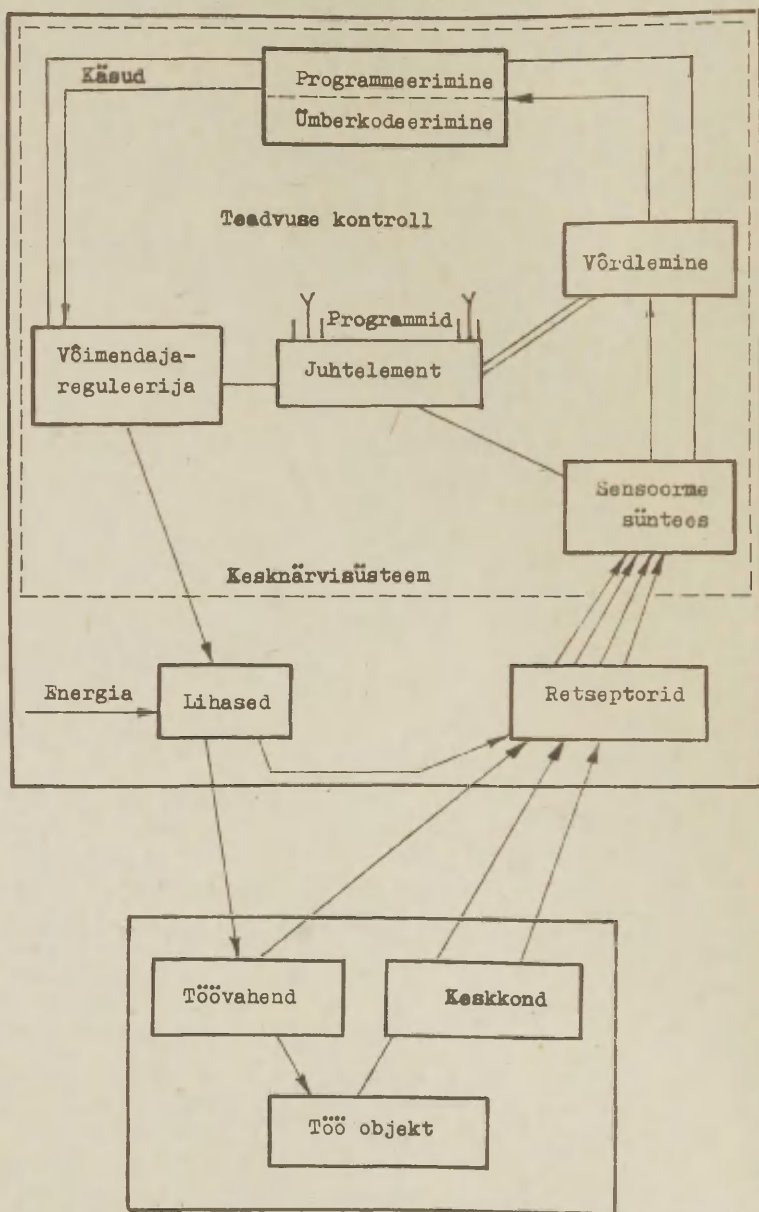 Käsud
Programmeerimine
Ümberkodeerimine
Teadvuse kontroll
Võrdlemine
Programmid
Võimendaja-
reguleerija
Juhtelement
Sensoorme
süntees
Kesknärvisüsteem
Energia
Lihased
Retseptorid
Töövahend
Keskkond
Töö objekt